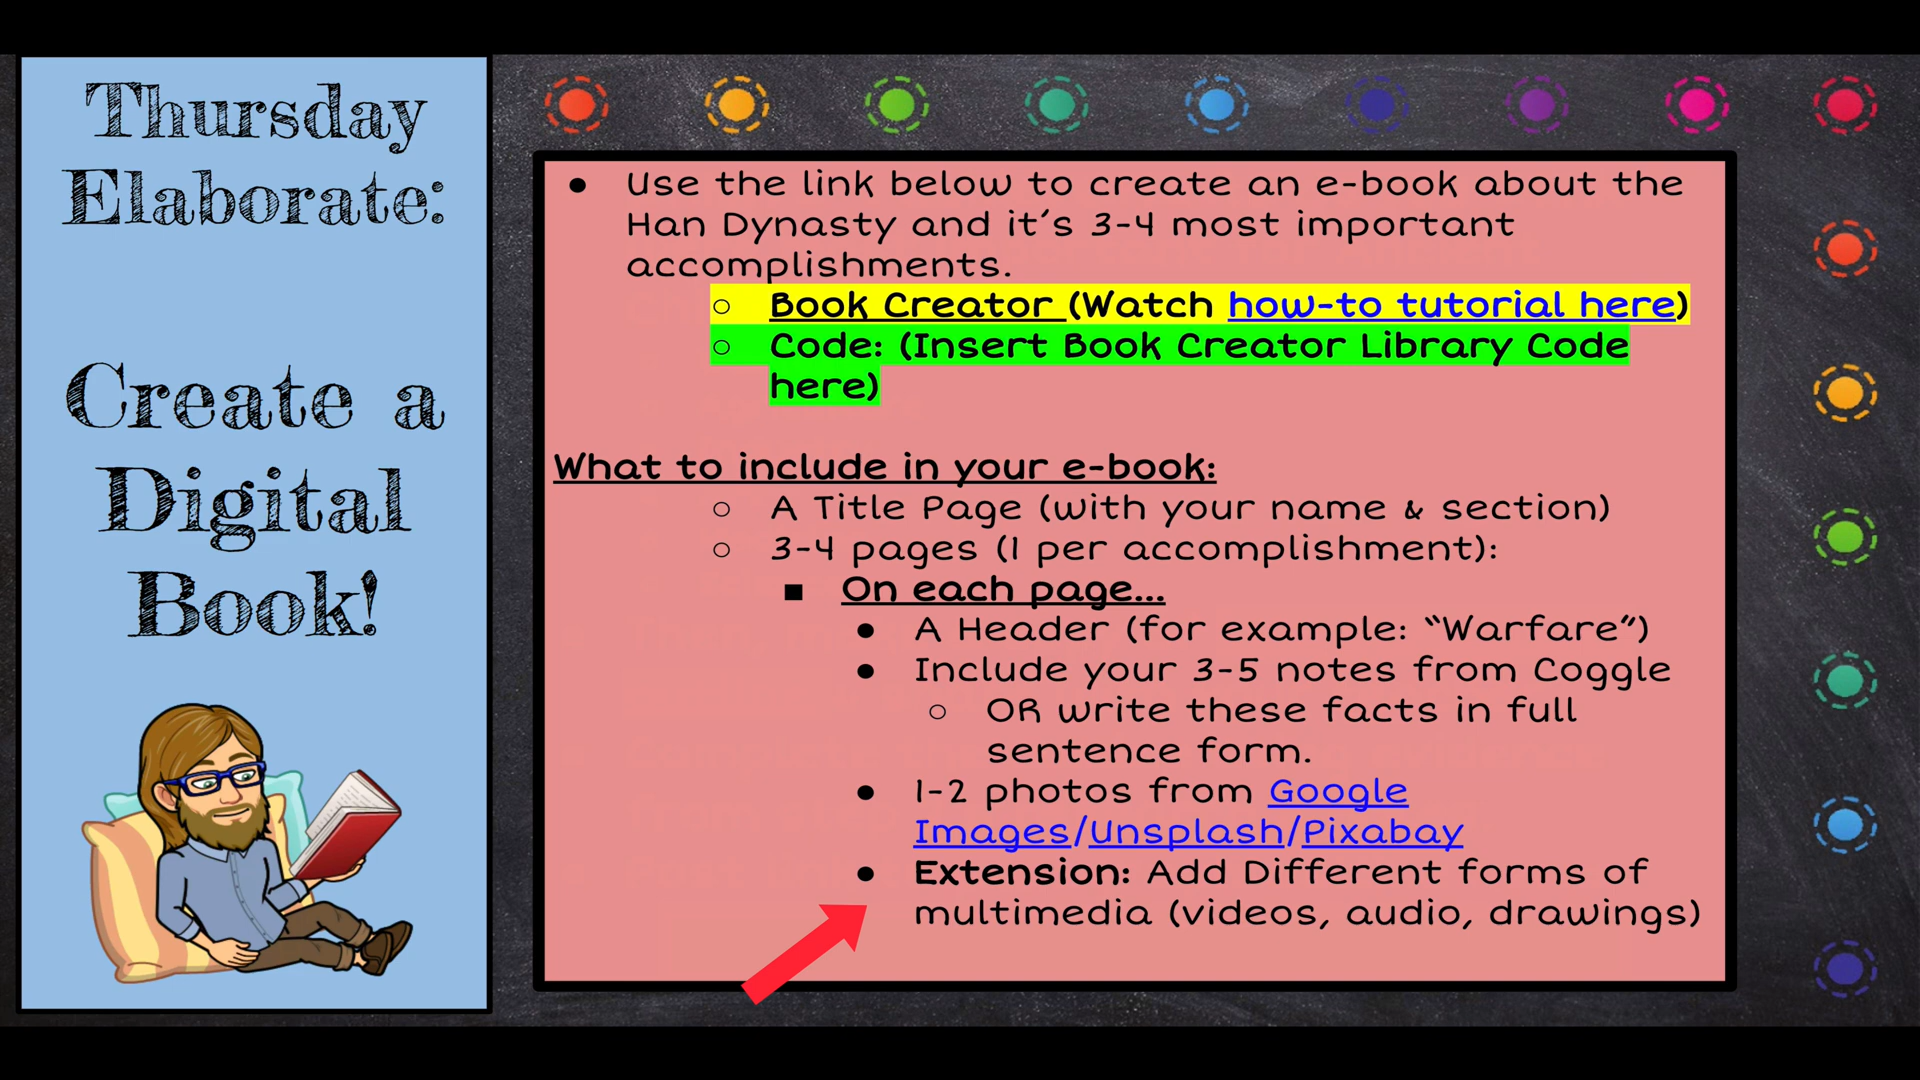 Thursday
Elaborate:
Create a
Digital
Book!
● Use the link below to create an e-book about the
Han Dynasty and it's 3-4 most important
accomplishments.
○ Book Creator (Watch how-to tutorial here)
○ Code: (Insert Book Creator Library Code
here)
What to include in your e-book:
○ A Title Page (with your name & section)
○ 3-4 pages (1 per accomplishment):
■ On each page...
● A Header (for example: “Warfare”)
● Include your 3-5 notes from Coggle
○ OR write these facts in full
sentence form.
● 1-2 photos from Google
Images/Unsplash/Pixabay
● Extension: Add Different forms of
multimedia (videos, audio, drawings)